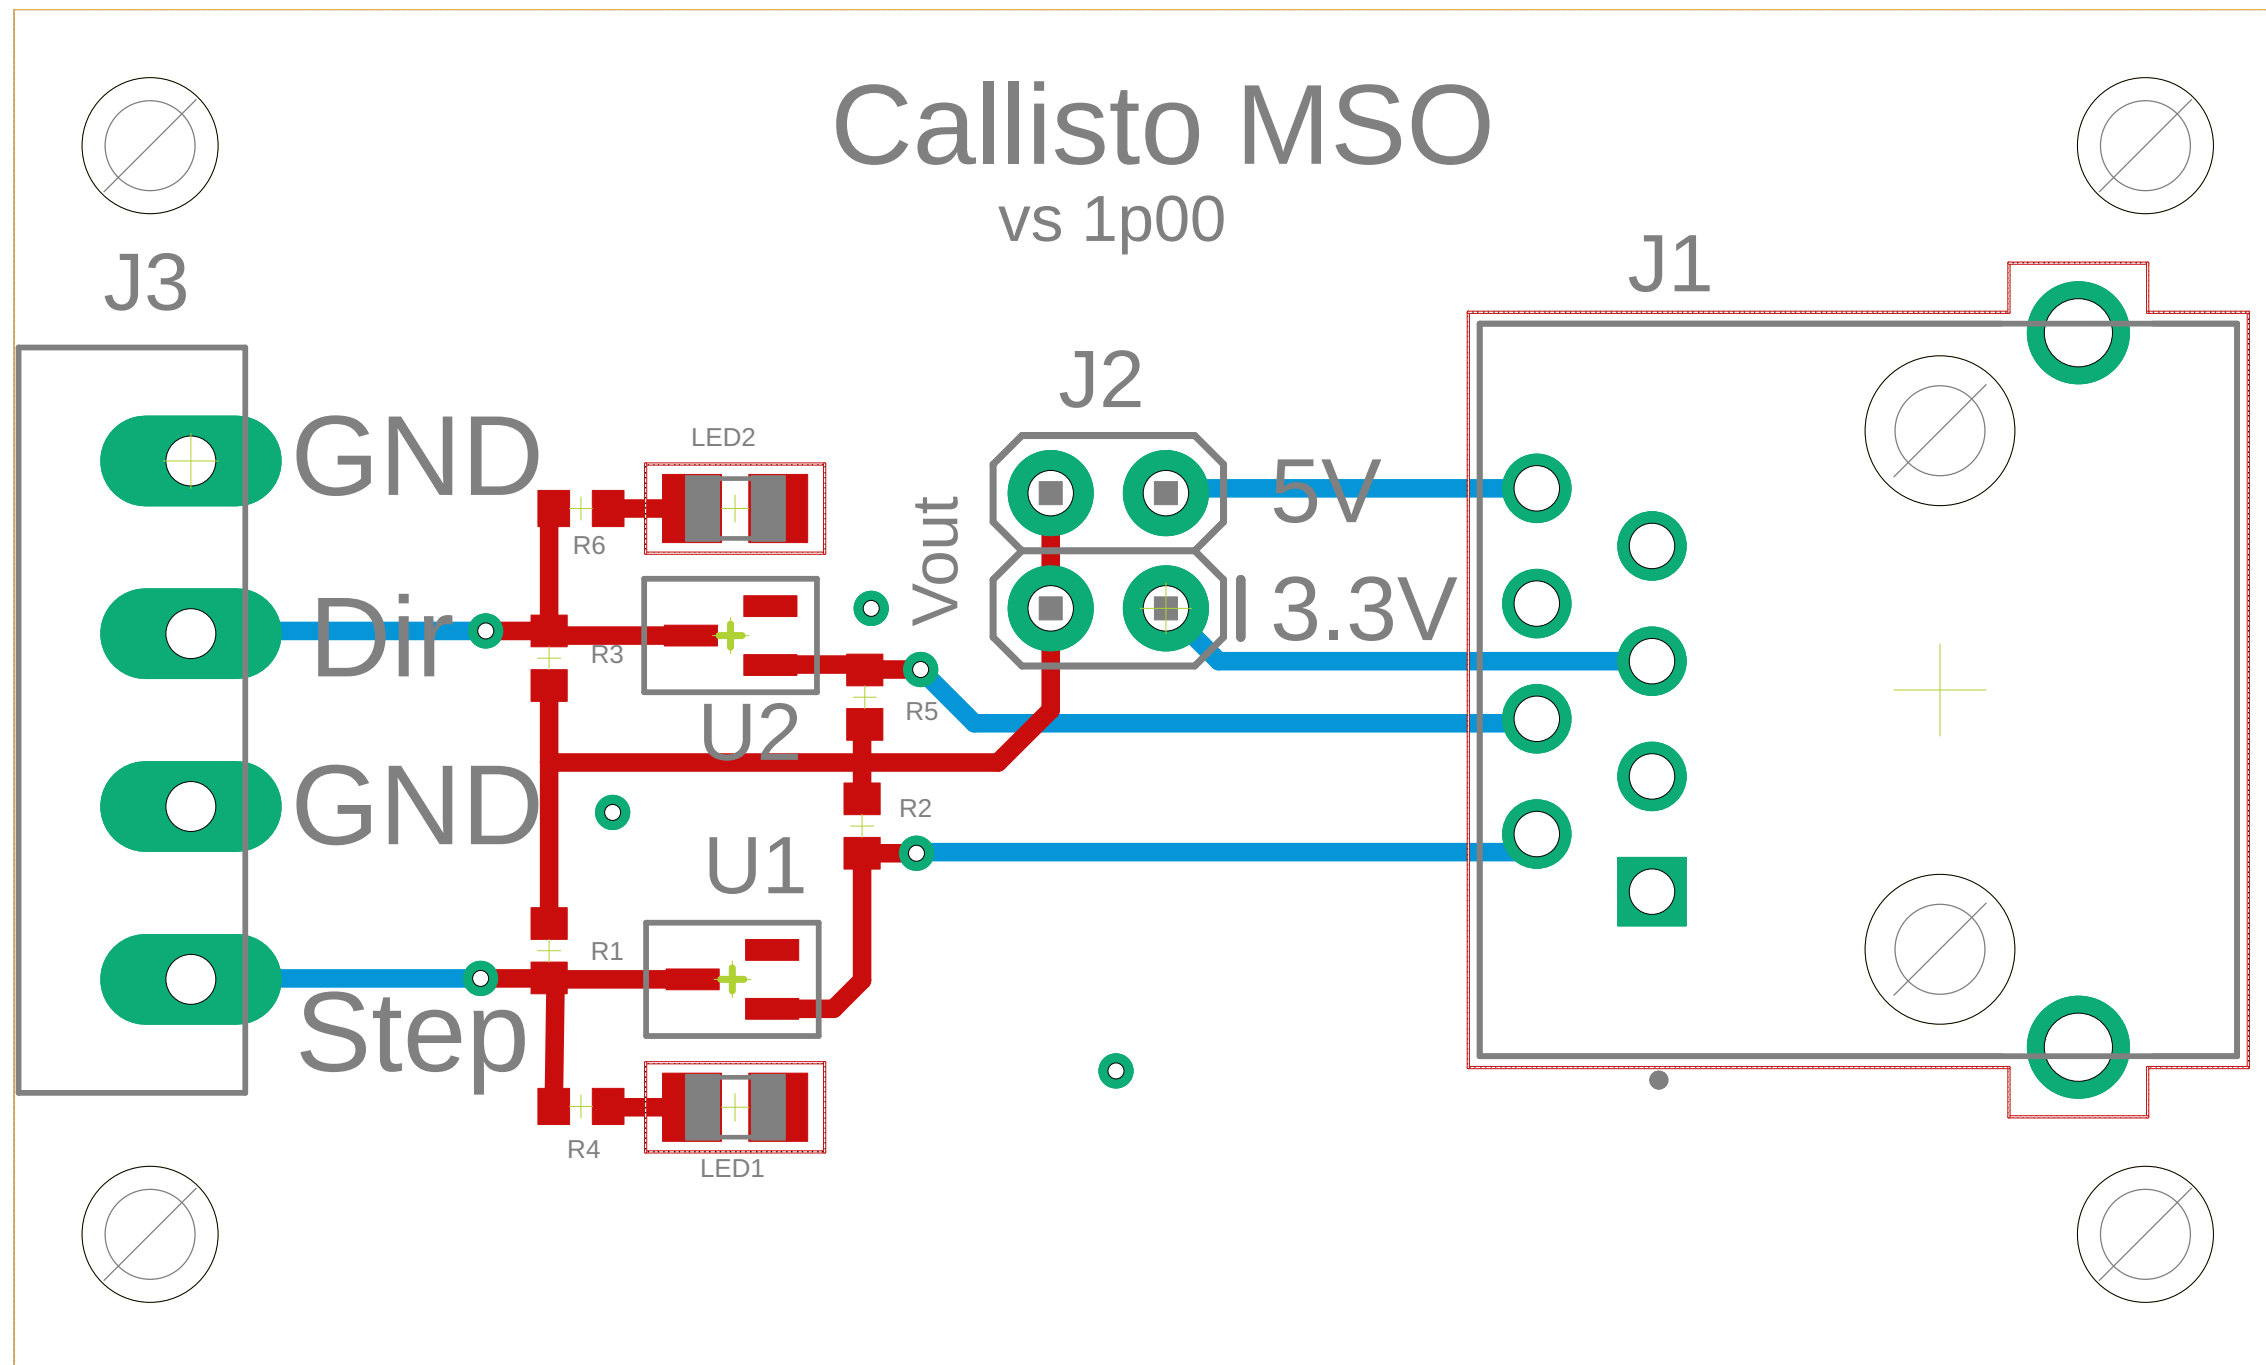 Callisto MSO
vs 1p00
J3
J1
J2
GND
LED2
5V
R6
Vout
Dir
3.3V
R3
U2
R5
GND
R2
U1
R1
Step
R4
LED1